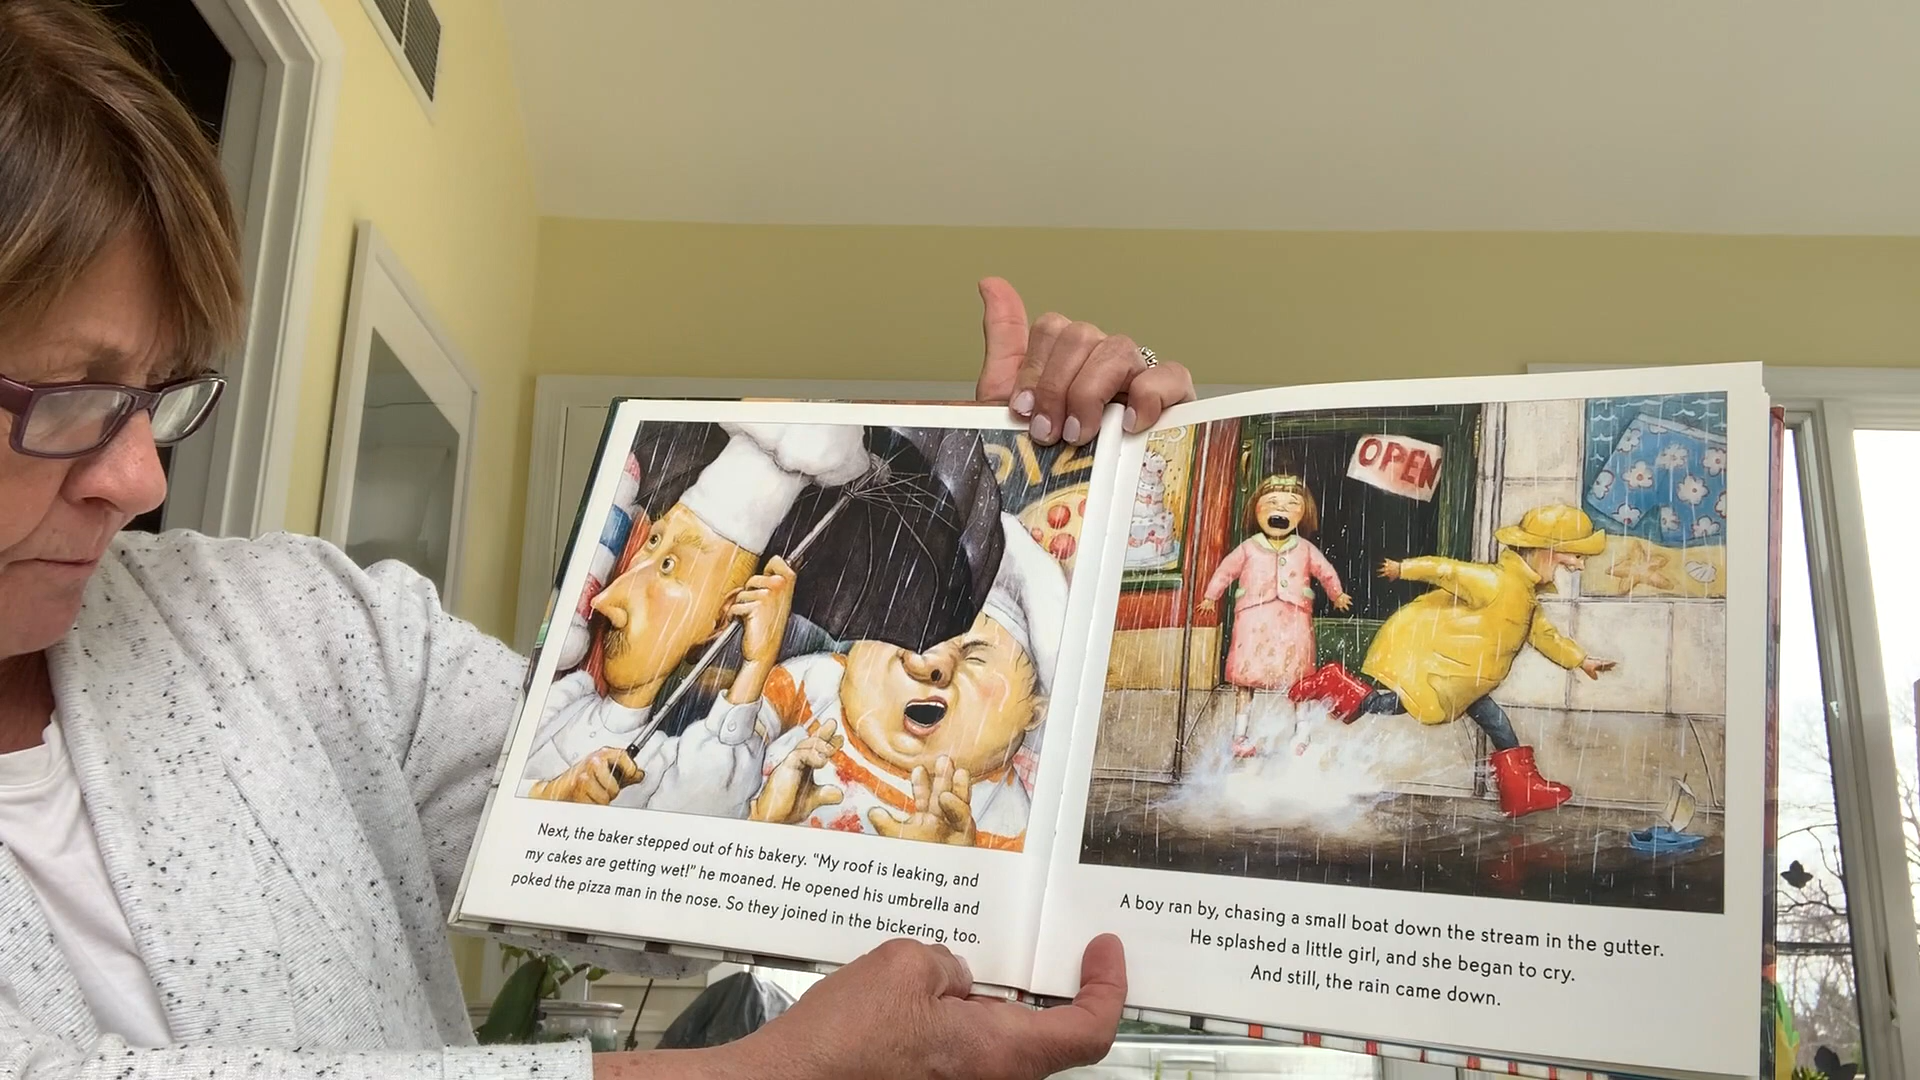 OPEN
Next, the baker stepped out of his bakery. "My roof is leaking, and
my cakes are getting wet!" he moaned. He opened his umbrella and
poked the pizza man in the nose. So they joined in the bickering, too.
A boy ran by, chasing a small boat down the stream in the gutter.
He splashed a little girl, and she began to cry.
And still, the rain came down.